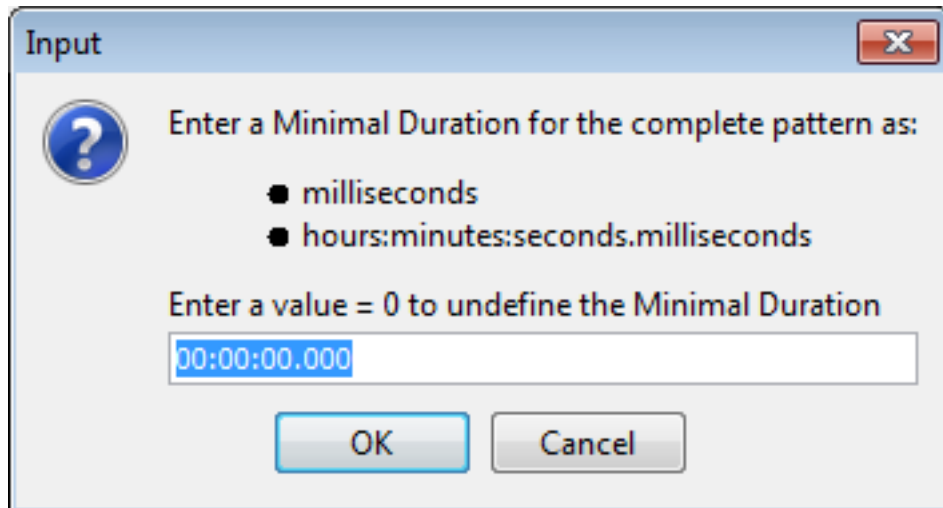 Input
Enter a Minimal Duration for the complete pattern as:
milliseconds
hours:minutes:seconds.milliseconds
Enter a value = 0 to undefine the Minimal Duration
00:00:00.000
OK
Cancel